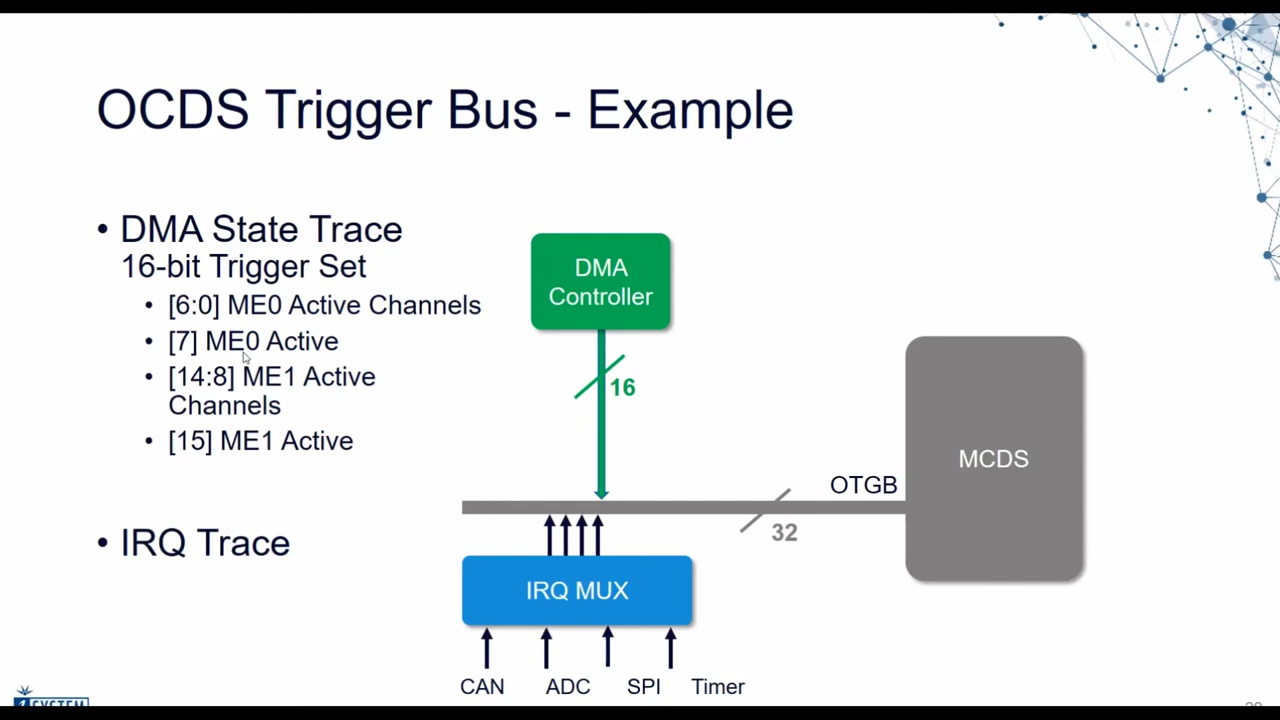 OCDS Trigger Bus - Example
• DMA State Trace
16-bit Trigger Set
• [6:0] ME0 Active Channels
• [7] ME0 Active
• [14:8] ME1 Active
Channels
• [15] ME1 Active
• IRQ Trace
DMA
Controller
16
OTGB
32
MCDS
IRQ MUX
CAN ADC SPI Timer
SYSTEM